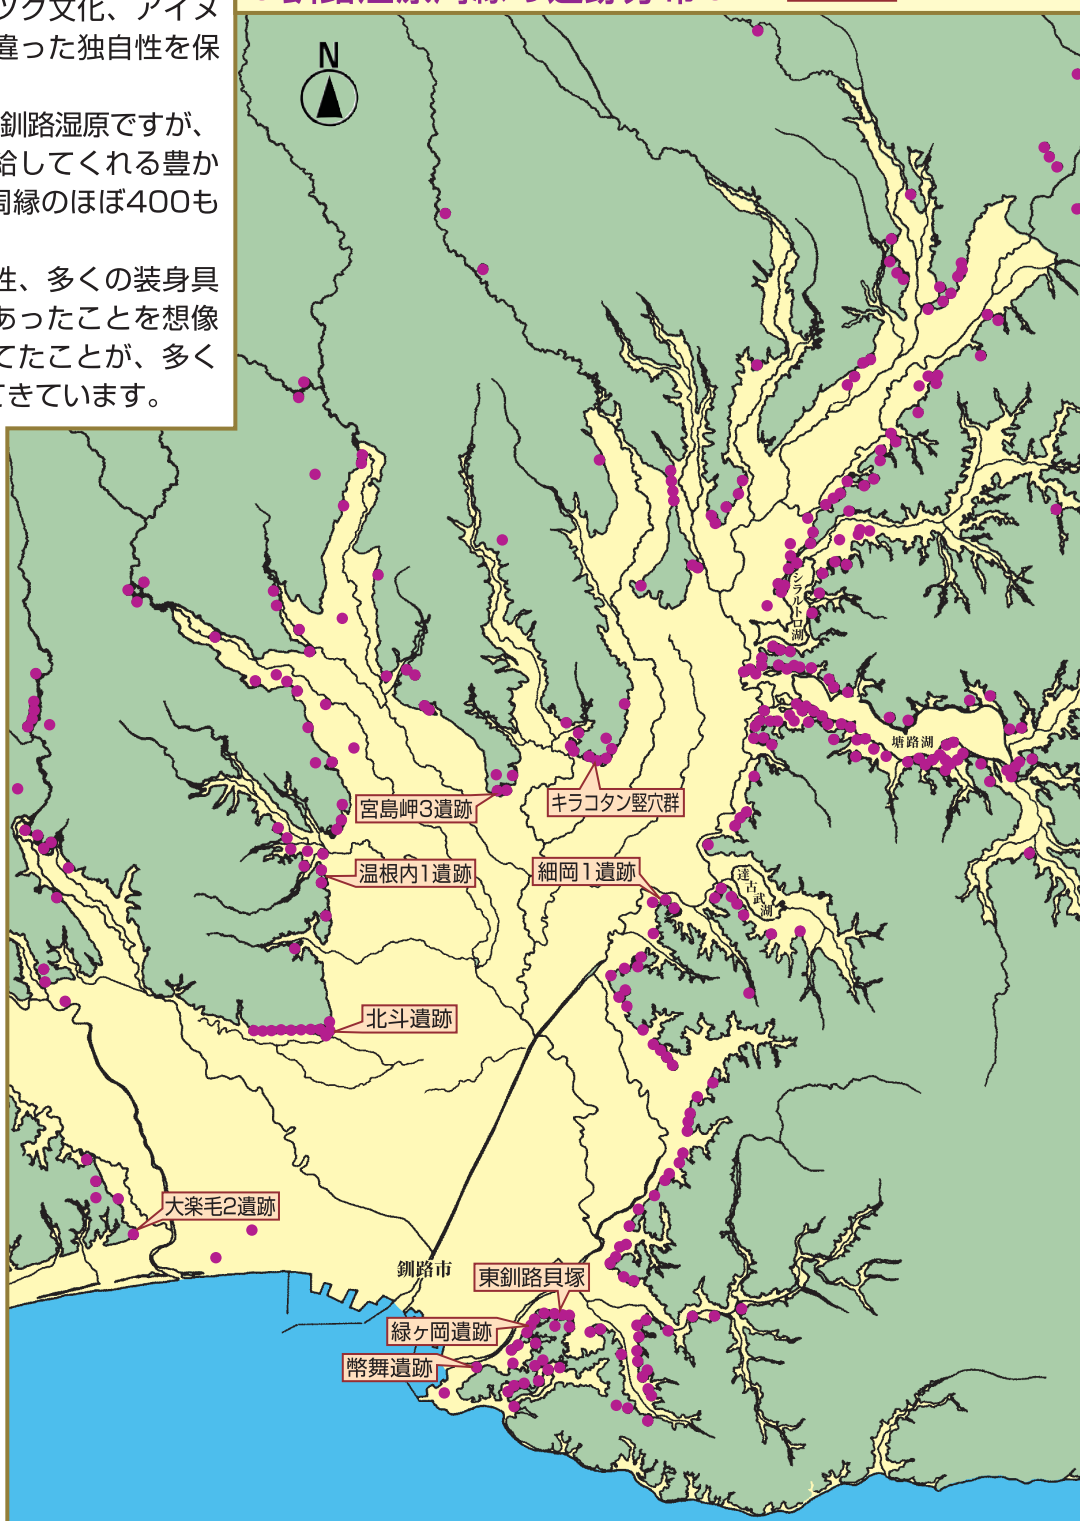 ツク文化、アイヌ
違った独自性を保
釧路湿原ですが、
給してくれる豊か
周縁のほぼ400も
性、多くの装身具
あったことを想像
てたことが、多く
てきています。
N
シラルトロ湖
塘路湖
宮島岬3遺跡
キラコタン竪穴群
温根内1遺跡
細岡1遺跡
達古武湖
北斗遺跡
大楽毛2遺跡
釧路市
東釧路貝塚
緑ヶ岡遺跡
幣舞遺跡